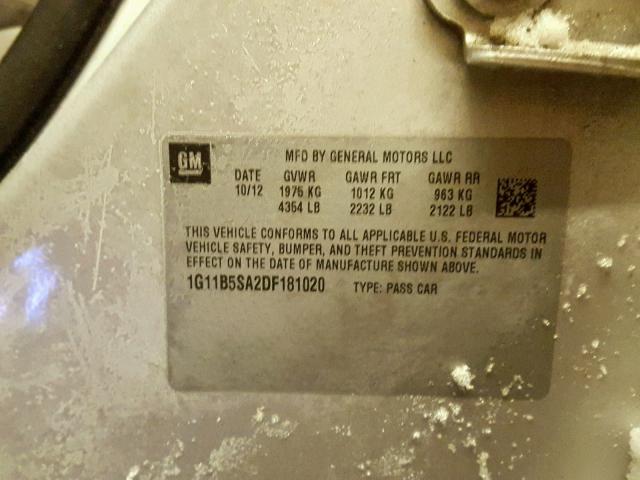 GM
MFD BY GENERAL MOTORS LLC
DATE GVWR GAWR FRT GAWR RR
10/12 1975 KG 1012 KG 963 KG
4354 LB 2232 LB 2122 LB
THIS VEHICLE CONFORMS TO ALL APPLICABLE U.S. FEDERAL MOTOR
VEHICLE SAFETY, BUMPER, AND THEFT PREVENTION STANDARDS IN
EFFECT ON THE DATE OF MANUFACTURE SHOWN ABOVE.
1G11B5SA2DF181020 TYPE: PASS CAR